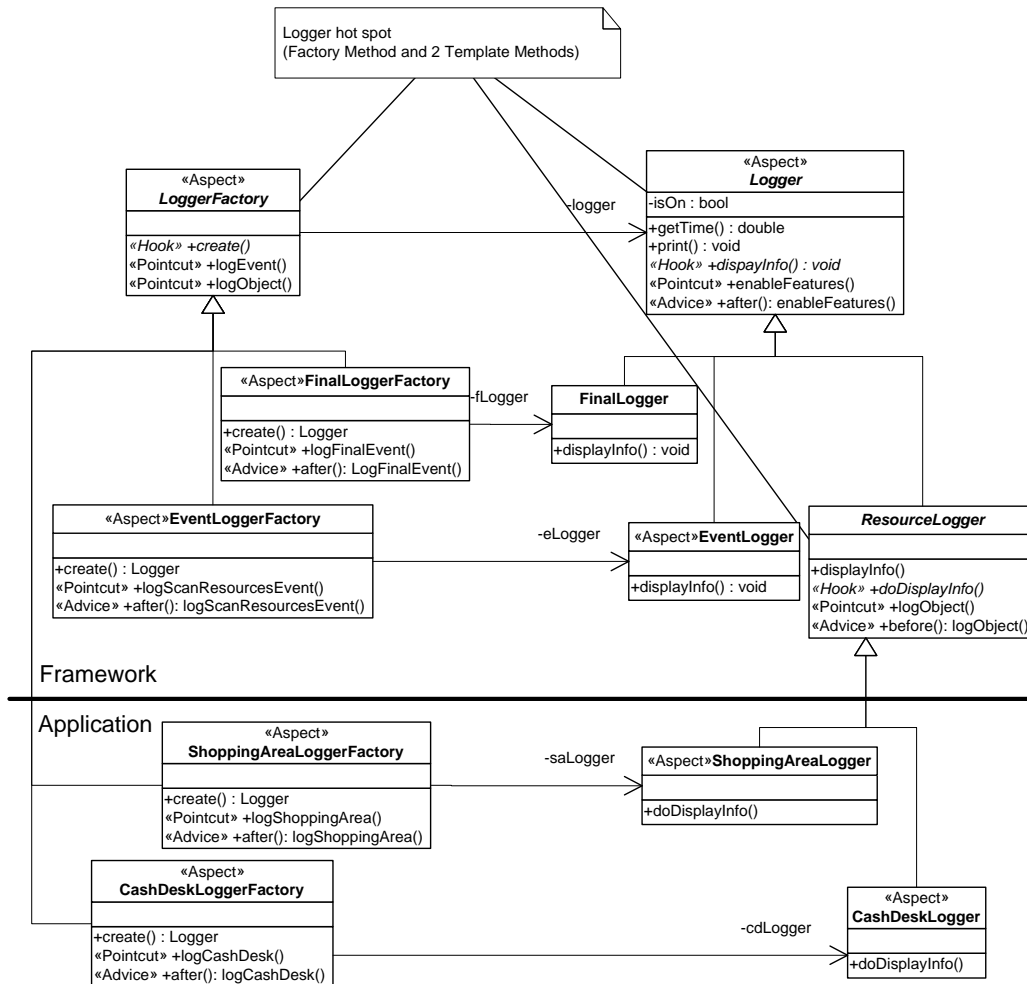 Logger hot spot
(Factory Method and 2 Template Methods)
«Aspect»
LoggerFactory
«Hook» +create()
«Pointcut» +logEvent()
«Pointcut» +logObject()
-logger
«Aspect»
Logger
-isOn : bool
+getTime() : double
+print() : void
«Hook» +dispayInfo() : void
«Pointcut» +enableFeatures()
«Advice» +after(): enableFeatures()
«Aspect»FinalLoggerFactory
+create() : Logger
«Pointcut» +logFinalEvent()
«Advice» +after(): LogFinalEvent()
-fLogger
FinalLogger
+displayInfo() : void
«Aspect»EventLoggerFactory
+create() : Logger
«Pointcut» +logScanResourcesEvent()
«Advice» +after(): logScanResourcesEvent()
-eLogger
«Aspect»EventLogger
+displayInfo() : void
ResourceLogger
+displayInfo()
«Hook» +doDisplayInfo()
«Pointcut» +logObject()
«Advice» +before(): logObject()
Framework
Application
«Aspect»
ShoppingAreaLoggerFactory
+create() : Logger
«Pointcut» +logShoppingArea()
«Advice» +after(): logShoppingArea()
-saLogger
«Aspect»ShoppingAreaLogger
+doDisplayInfo()
«Aspect»
CashDeskLoggerFactory
+create() : Logger
«Pointcut» +logCashDesk()
«Advice» +after(): logCashDesk()
-cdLogger
«Aspect»
CashDeskLogger
+doDisplayInfo()